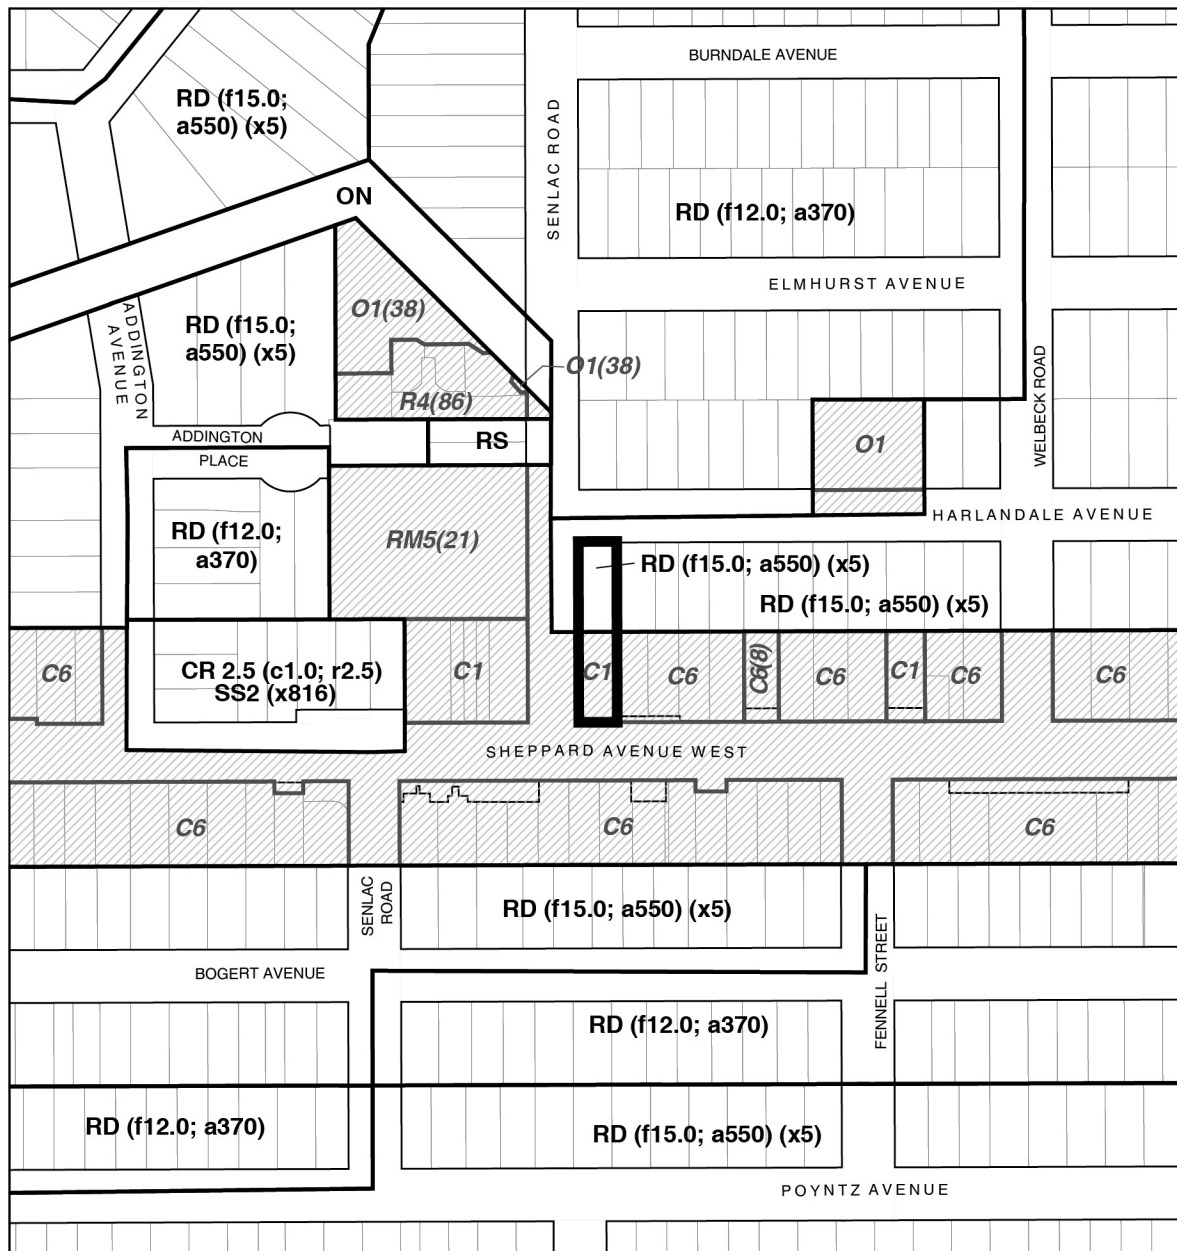 BURNDALE AVENUE
RD (f15.0;
a550) (x5)
SENLAC ROAD
ON
RD (f12.0; a370)
ELMHURST AVENUE
O1(38)
ADDINGTON
AVENUE
RD (f15.0;
a550) (x5)
O1(38)
R4(86)
WELBECK ROAD
ADDINGTON
PLACE
RS
O1
HARLANDALE AVENUE
RD (f12.0;
a370)
RM5(21)
RD (f15.0; a550) (x5)
RD (f15.0; a550) (x5)
C6
CR 2.5 (c1.0; r2.5)
SS2 (x816)
C1
C1
C6
C6(8)
C6
C1
C6
C6
SHEPPARD AVENUE WEST
C6
C6
C6
SENLAC
ROAD
RD (f15.0; a550) (x5)
FENNELL STREET
BOGERT AVENUE
RD (f12.0; a370)
RD (f12.0; a370)
RD (f15.0; a550) (x5)
POYNTZ AVENUE